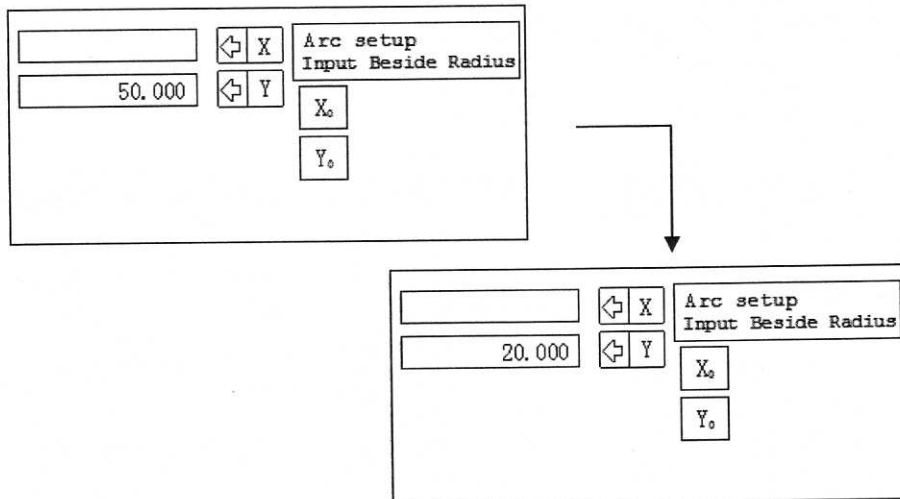 X
Arc setup
Input Beside Radius
50.000
Y
X₀
Y₀
X
Arc setup
Input Beside Radius
20.000
Y
X₀
Y₀